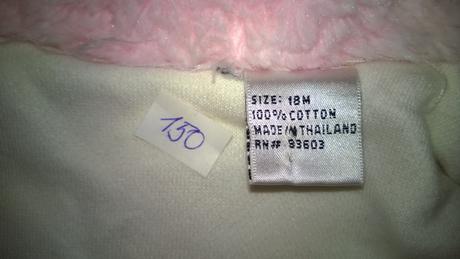 150
SIZE: 18M
100% COTTON
MADE IN THAILAND
RN## 93603